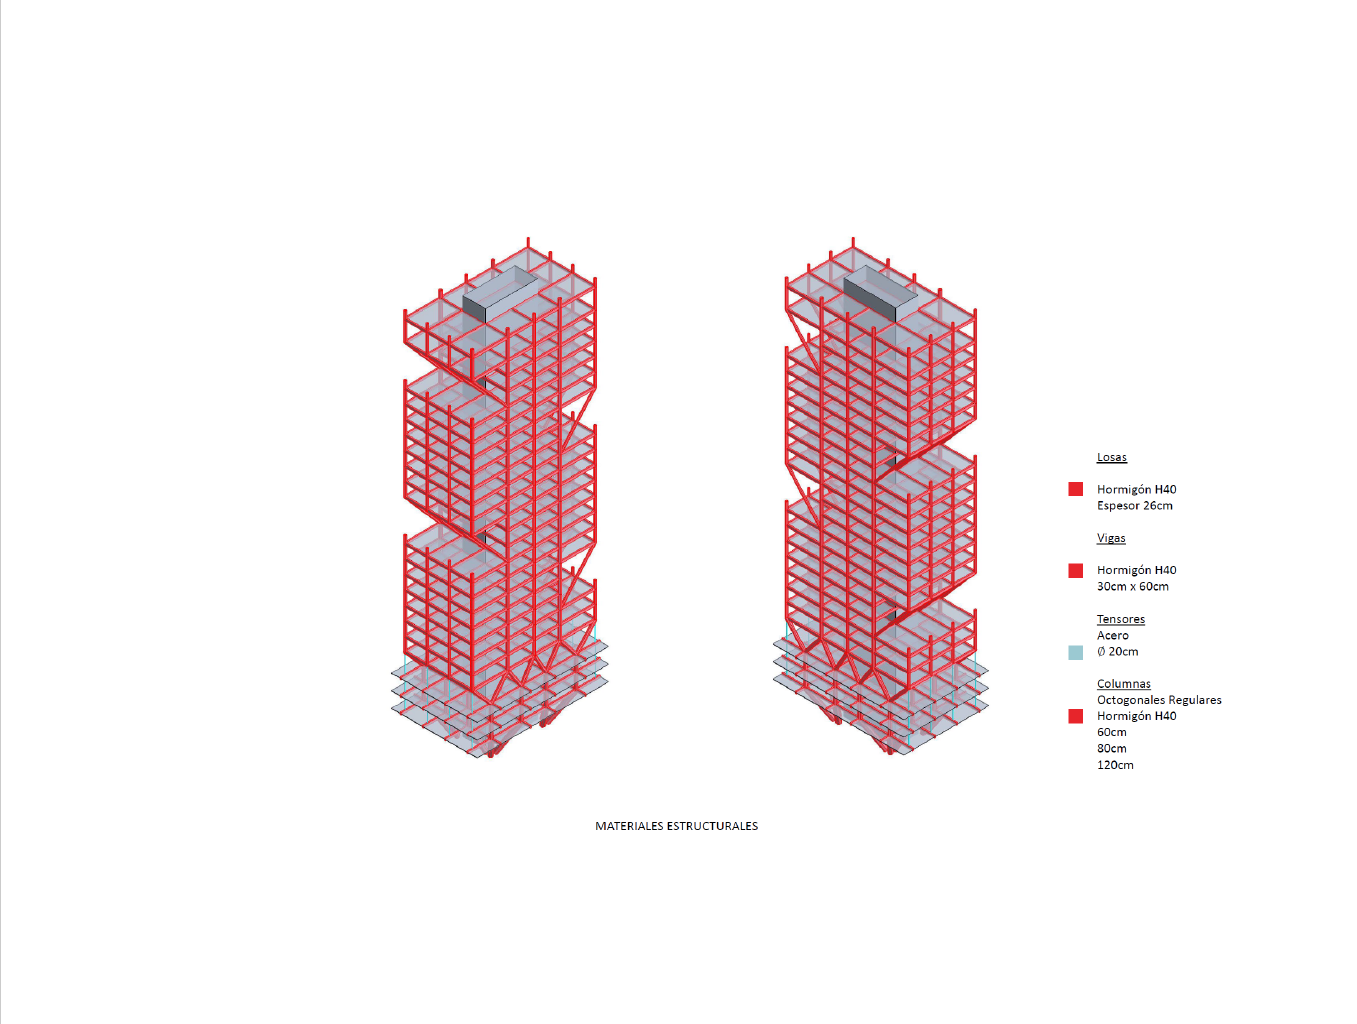 Losas
Hormigón H40
Espesor 26cm
Vigas
Hormigón H40
30cm x 60cm
Tensores
Acero
Ø 20cm
Columnas
Octogonales Regulares
Hormigón H40
60cm
80cm
120cm
MATERIALES ESTRUCTURALES